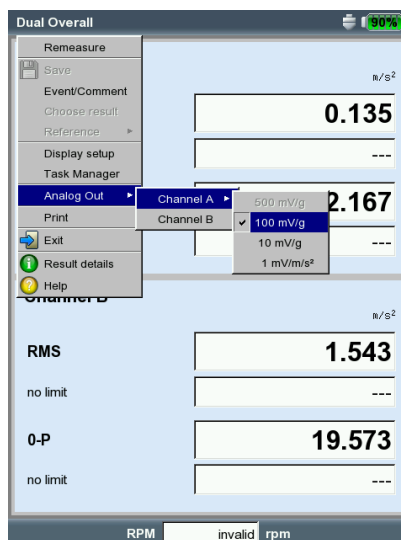 Dual Overall 90%
Remeasure
Save
m/s²
Event/Comment
Choose result
0.135
Reference
Display setup
---
Task Manager
Analog Out Channel A 500 mV/g 2.167
Print Channel B 100 mV/g
Exit 10 mV/g ---
Result details 1 mV/m/s²
Help
Channel B
m/s²
RMS 1.543
no limit ---
0-P 19.573
no limit ---
RPM invalid rpm